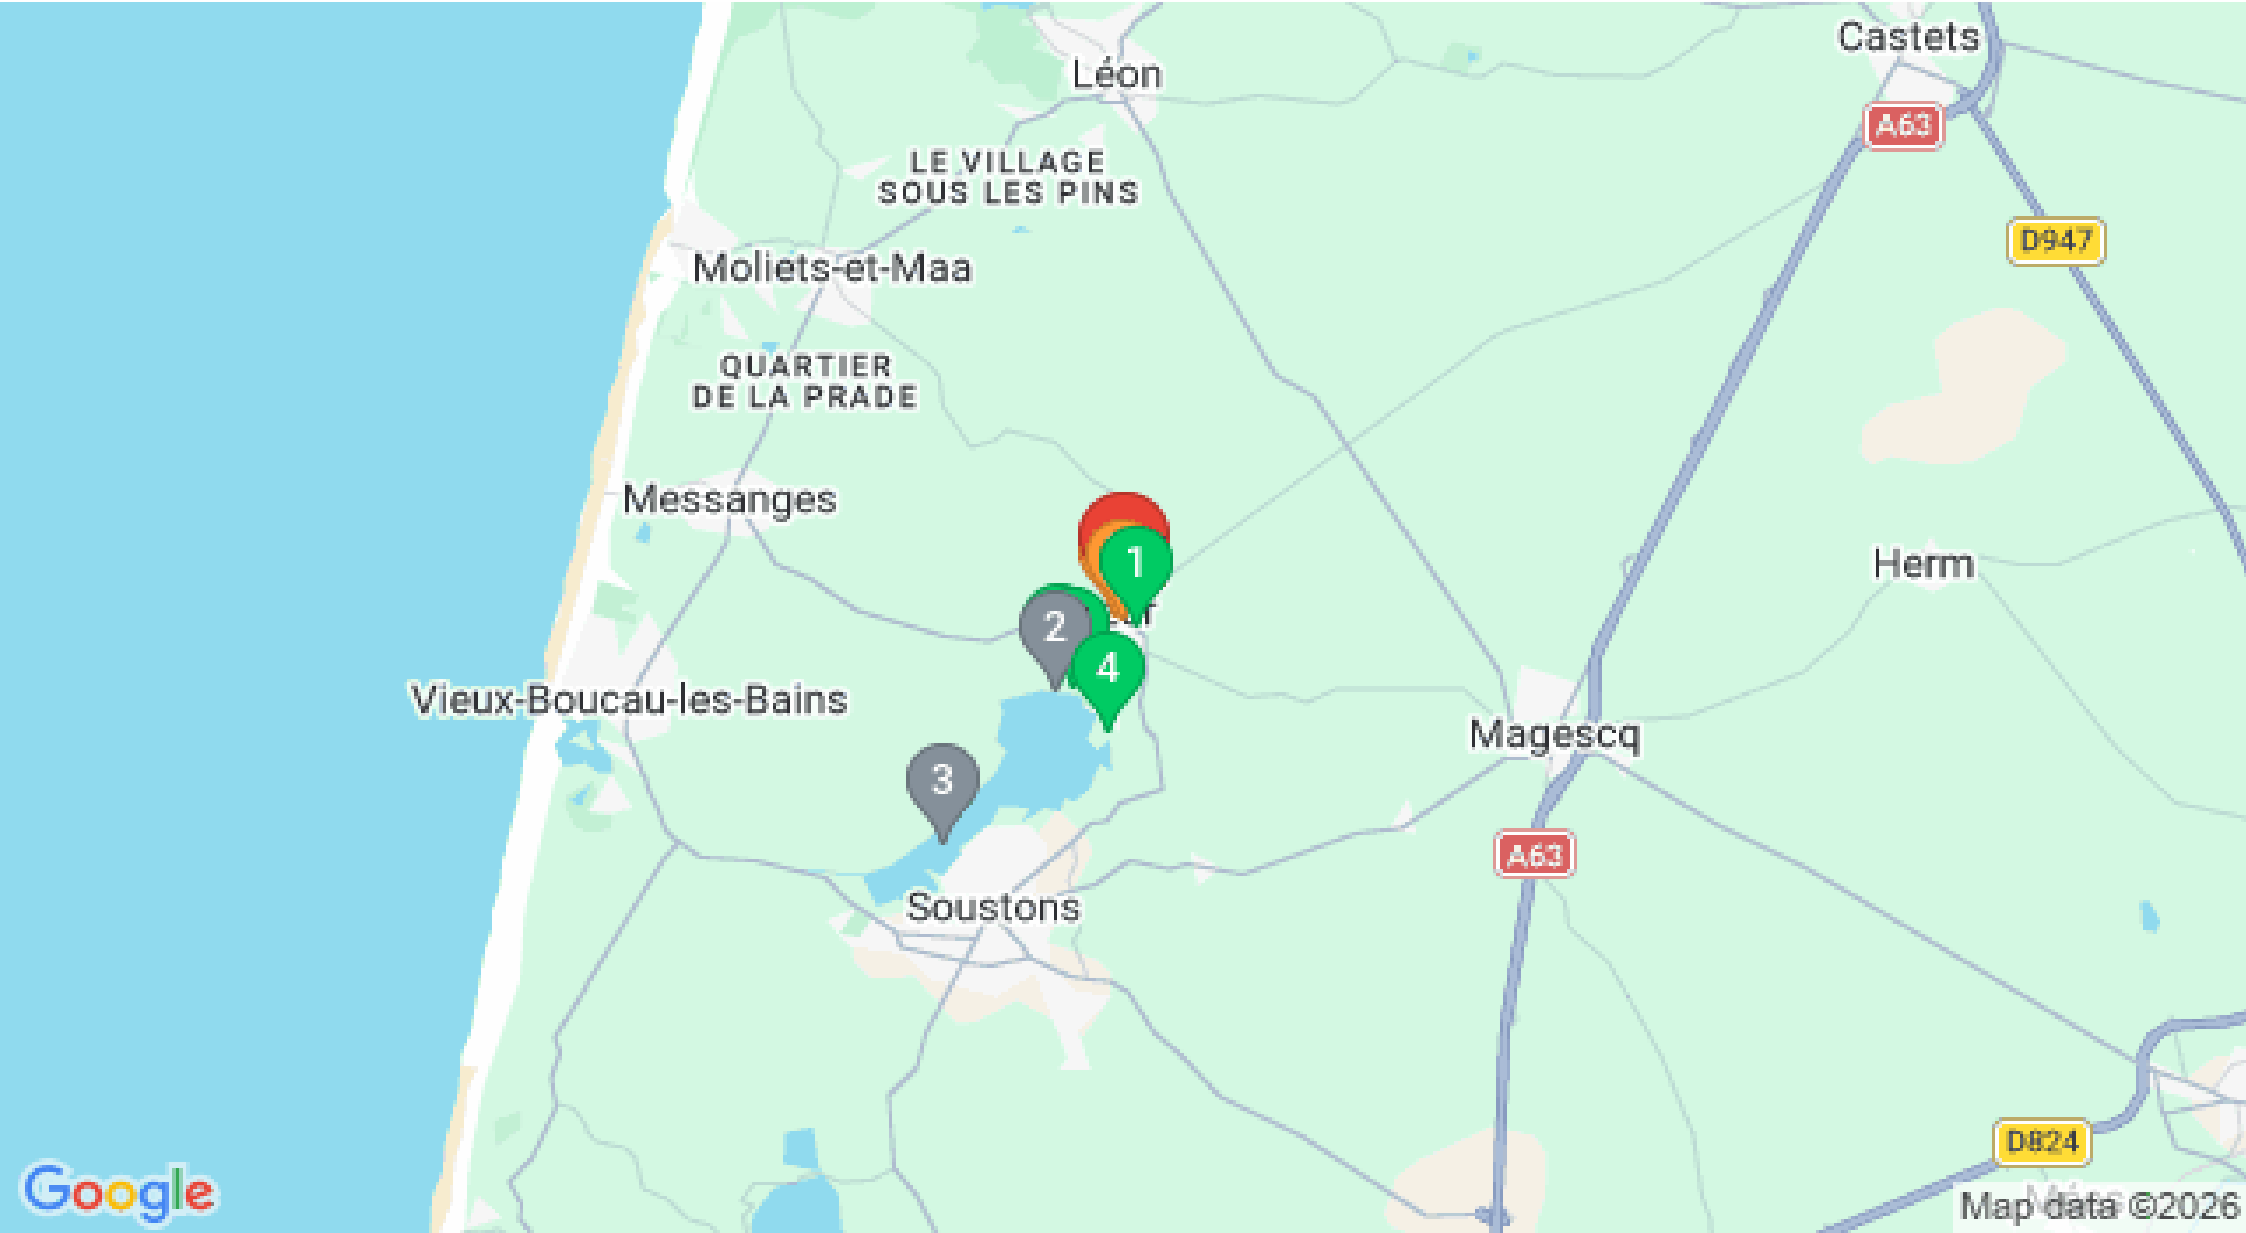 Castets
Léon
A63
LE VILLAGE
SOUS LES PINS
D947
Moliets-et-Maa
QUARTIER
DE LA PRADE
Messanges
1
Herm
2
4
Vieux-Boucau-les-Bains
Magescq
3
A63
Soustons
D824
Google
Map data ©2026